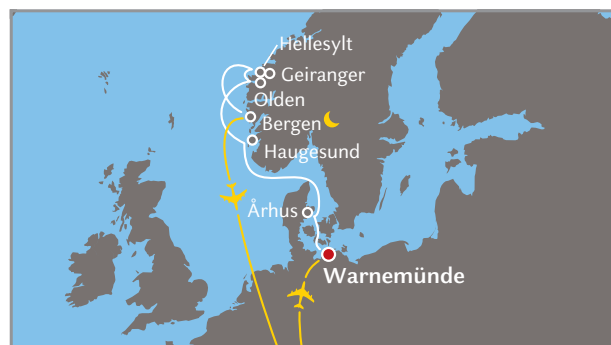 Hellesylt
Geiranger
Olden
Bergen
Haugesund
Århus
Warnemünde